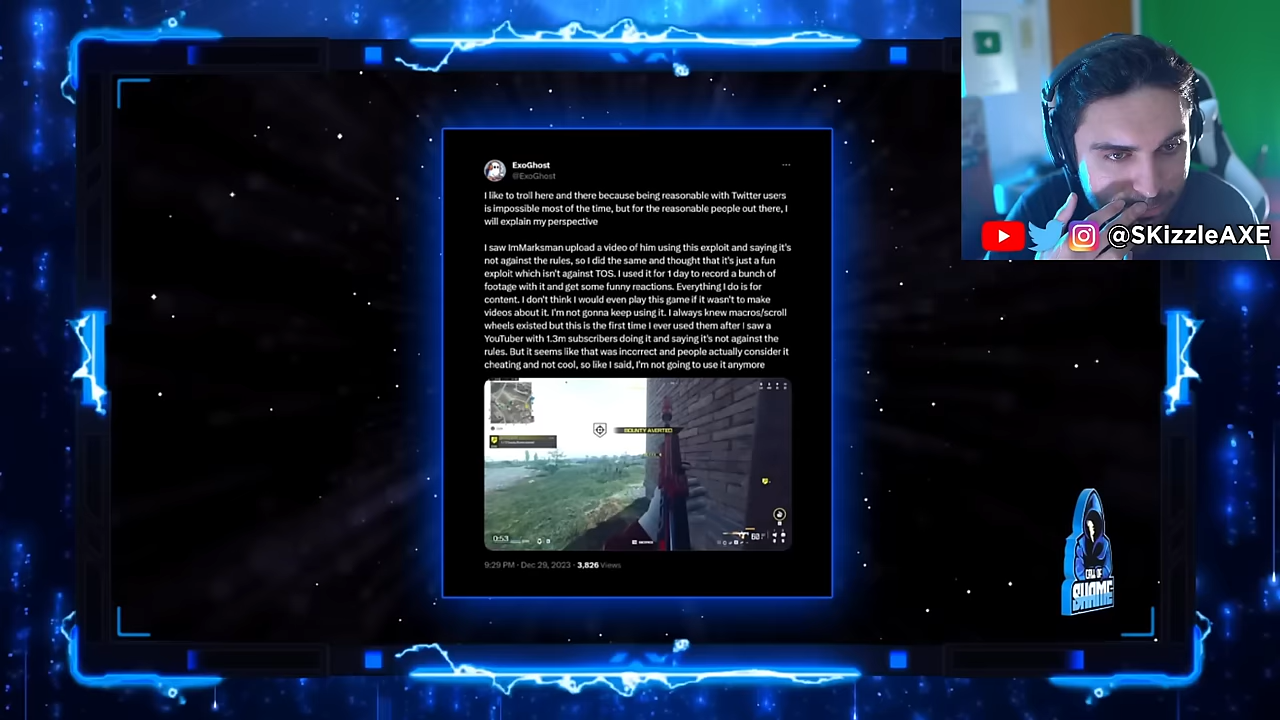 ExoGhost
@ExoGhost
I like to troll here and there because being reasonable with Twitter users
is impossible most of the time, but for the reasonable people out there, I
will explain my perspective
I saw ImMarksman upload a video of him using this exploit and saying it's
not against the rules, so I did the same and thought that it's just a fun
exploit which isn't against TOS. I used it for 1 day to record a bunch of
footage with it and get some funny reactions. Everything I do is for
content. I don't think I would even play this game if it wasn't to make
videos about it. I'm not gonna keep using it. I always knew macros/scroll
wheels existed but this is the first time I ever used them after I saw a
YouTuber with 1.3m subscribers doing it and saying it's not against the
rules. But it seems like that was incorrect and people actually consider it
cheating and not cool, so like I said, I'm not going to use it anymore
BOUNTY AVERTED
60
0:53
9:29 PM · Dec 29, 2023 · 3,826 Views
@SKizzleAXE
CALL OF
SHAME